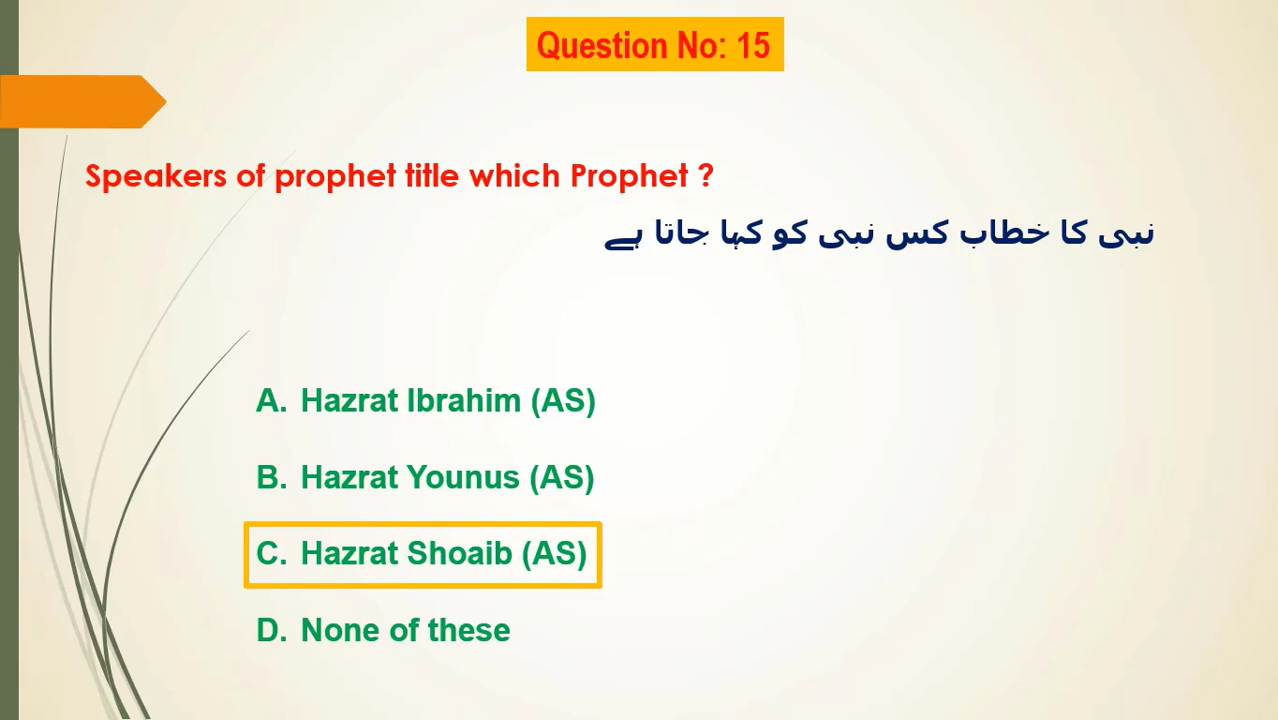 Question No: 15
Speakers of prophet title which Prophet ?
نبی کا خطاب کس نبی کو کہا جاتا ہے
A. Hazrat Ibrahim (AS)
B. Hazrat Younus (AS)
C. Hazrat Shoaib (AS)
D. None of these